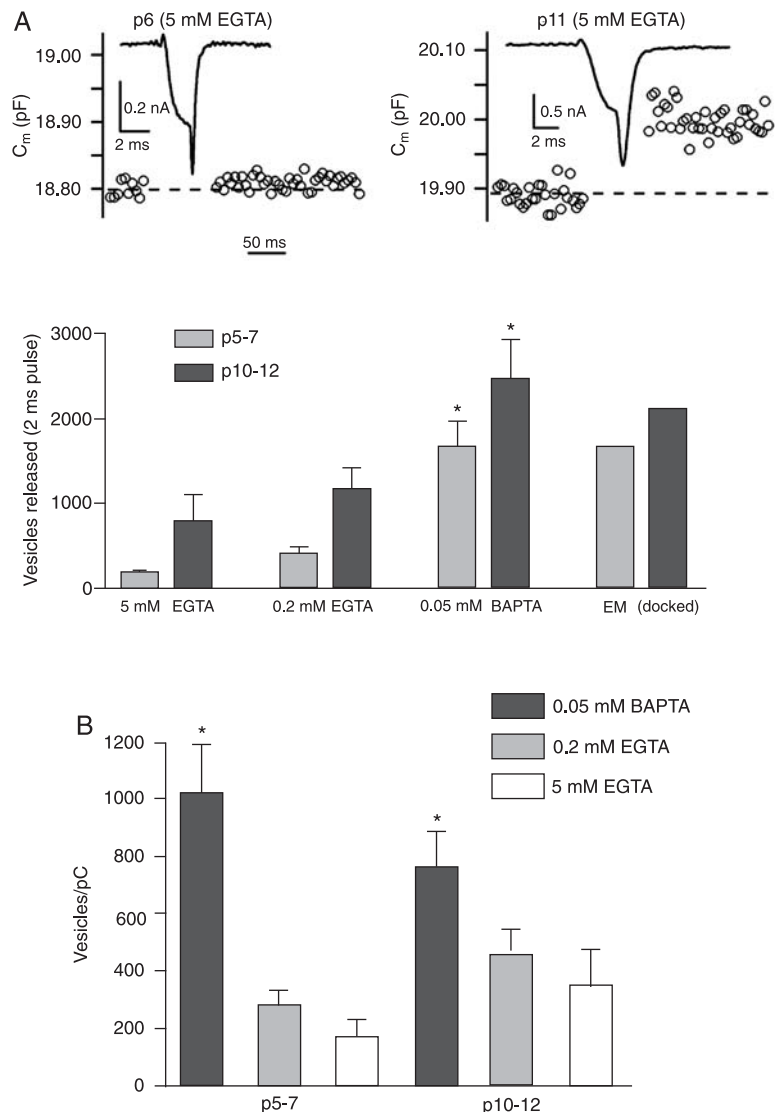 A
p6 (5 mM EGTA)
19.00
18.90
18.80
Cm (pF)
0.2 nA
2 ms
50 ms
p11 (5 mM EGTA)
20.10
20.00
19.90
Cm (pF)
0.5 nA
2 ms
Vesicles released (2 ms pulse)
3000
2000
1000
0
p5-7
p10-12
*
*
5 mM EGTA
0.2 mM EGTA
0.05 mM BAPTA
EM (docked)
B
Vesicles/pC
1200
1000
800
600
400
200
0
*
*
0.05 mM BAPTA
0.2 mM EGTA
5 mM EGTA
p5-7
p10-12